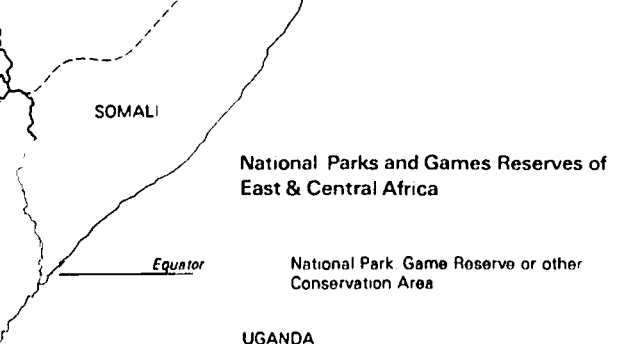 SOMALI
National Parks and Games Reserves of
East & Central Africa
Equator
National Park Game Reserve or other
Conservation Area
UGANDA